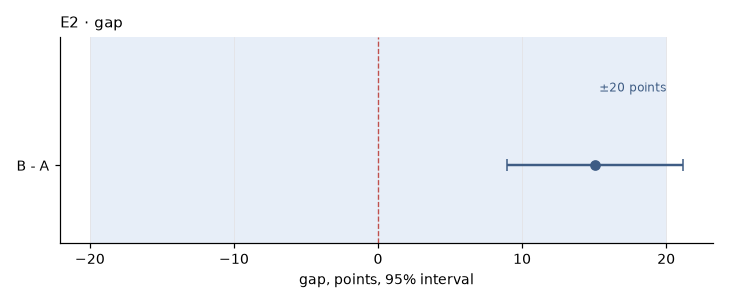 E2 · gap
±20 points
B - A
−20 −10 0 10 20
gap, points, 95% interval